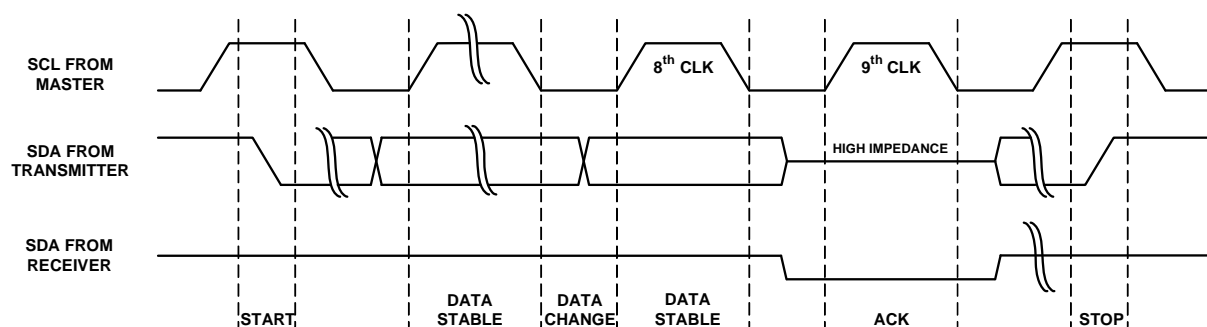 SCL FROM
MASTER
8th CLK
9th CLK
SDA FROM
TRANSMITTER
HIGH IMPEDANCE
SDA FROM
RECEIVER
START
DATA
STABLE
DATA
CHANGE
DATA
STABLE
ACK
STOP